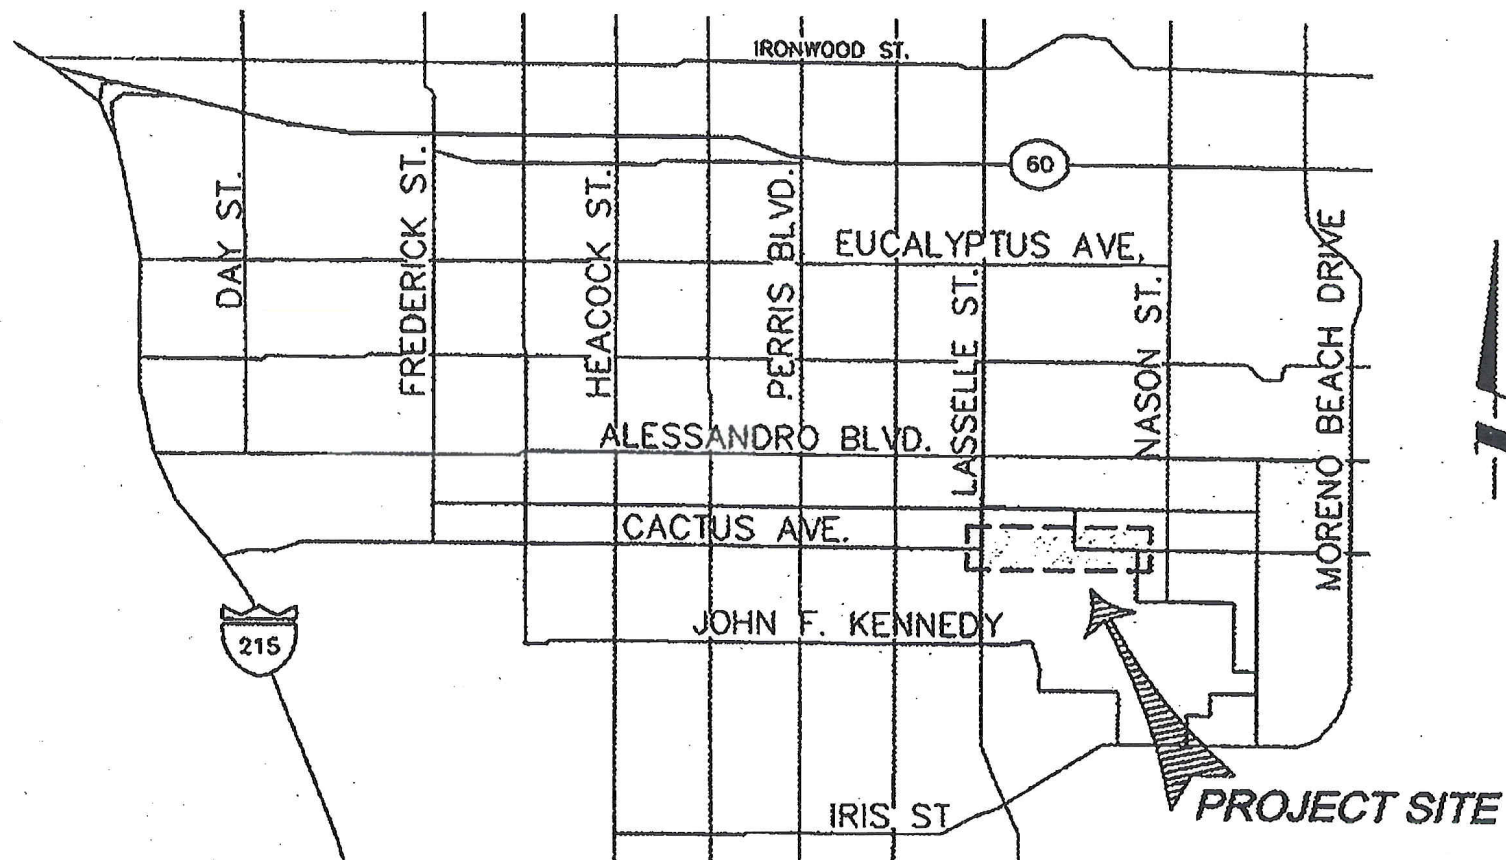 IRONWOOD ST.
60
DAY ST.
FREDERICK ST.
HEACOCK ST.
PERRIS BLVD.
EUCALYPTUS AVE,
LASSELLE ST.
NASON ST.
MORENO BEACH DRIVE
ALESSANDRO BLVD.
CACTUS AVE.
JOHN F. KENNEDY
215
IRIS ST
PROJECT SITE